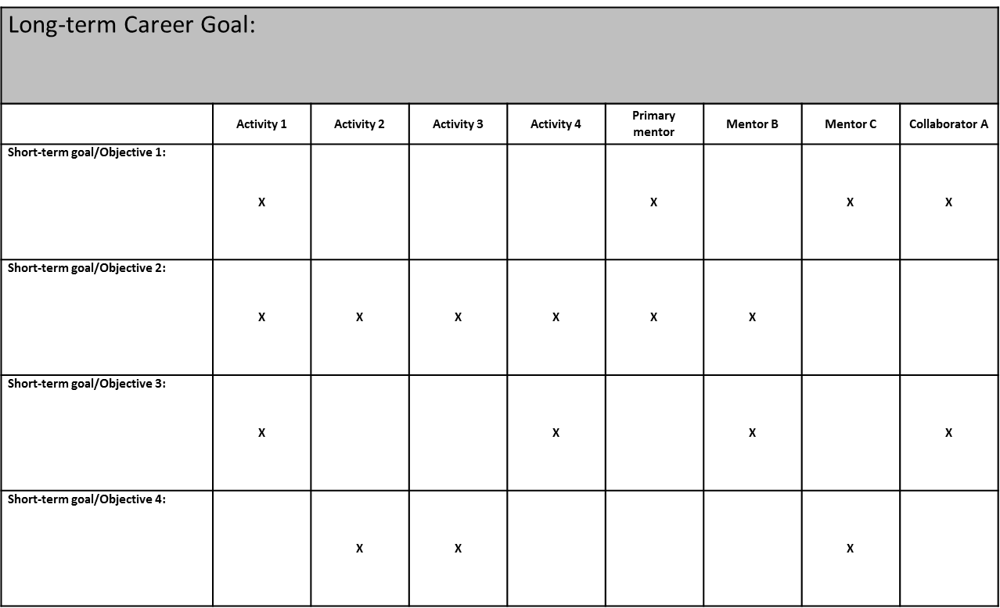 Long-term Career Goal:
Activity 1 Activity 2 Activity 3 Activity 4 Primary mentor Mentor B Mentor C Collaborator A
Short-term goal/Objective 1:
X X X X
Short-term goal/Objective 2:
X X X X X X
Short-term goal/Objective 3:
X X X X
Short-term goal/Objective 4:
X X X